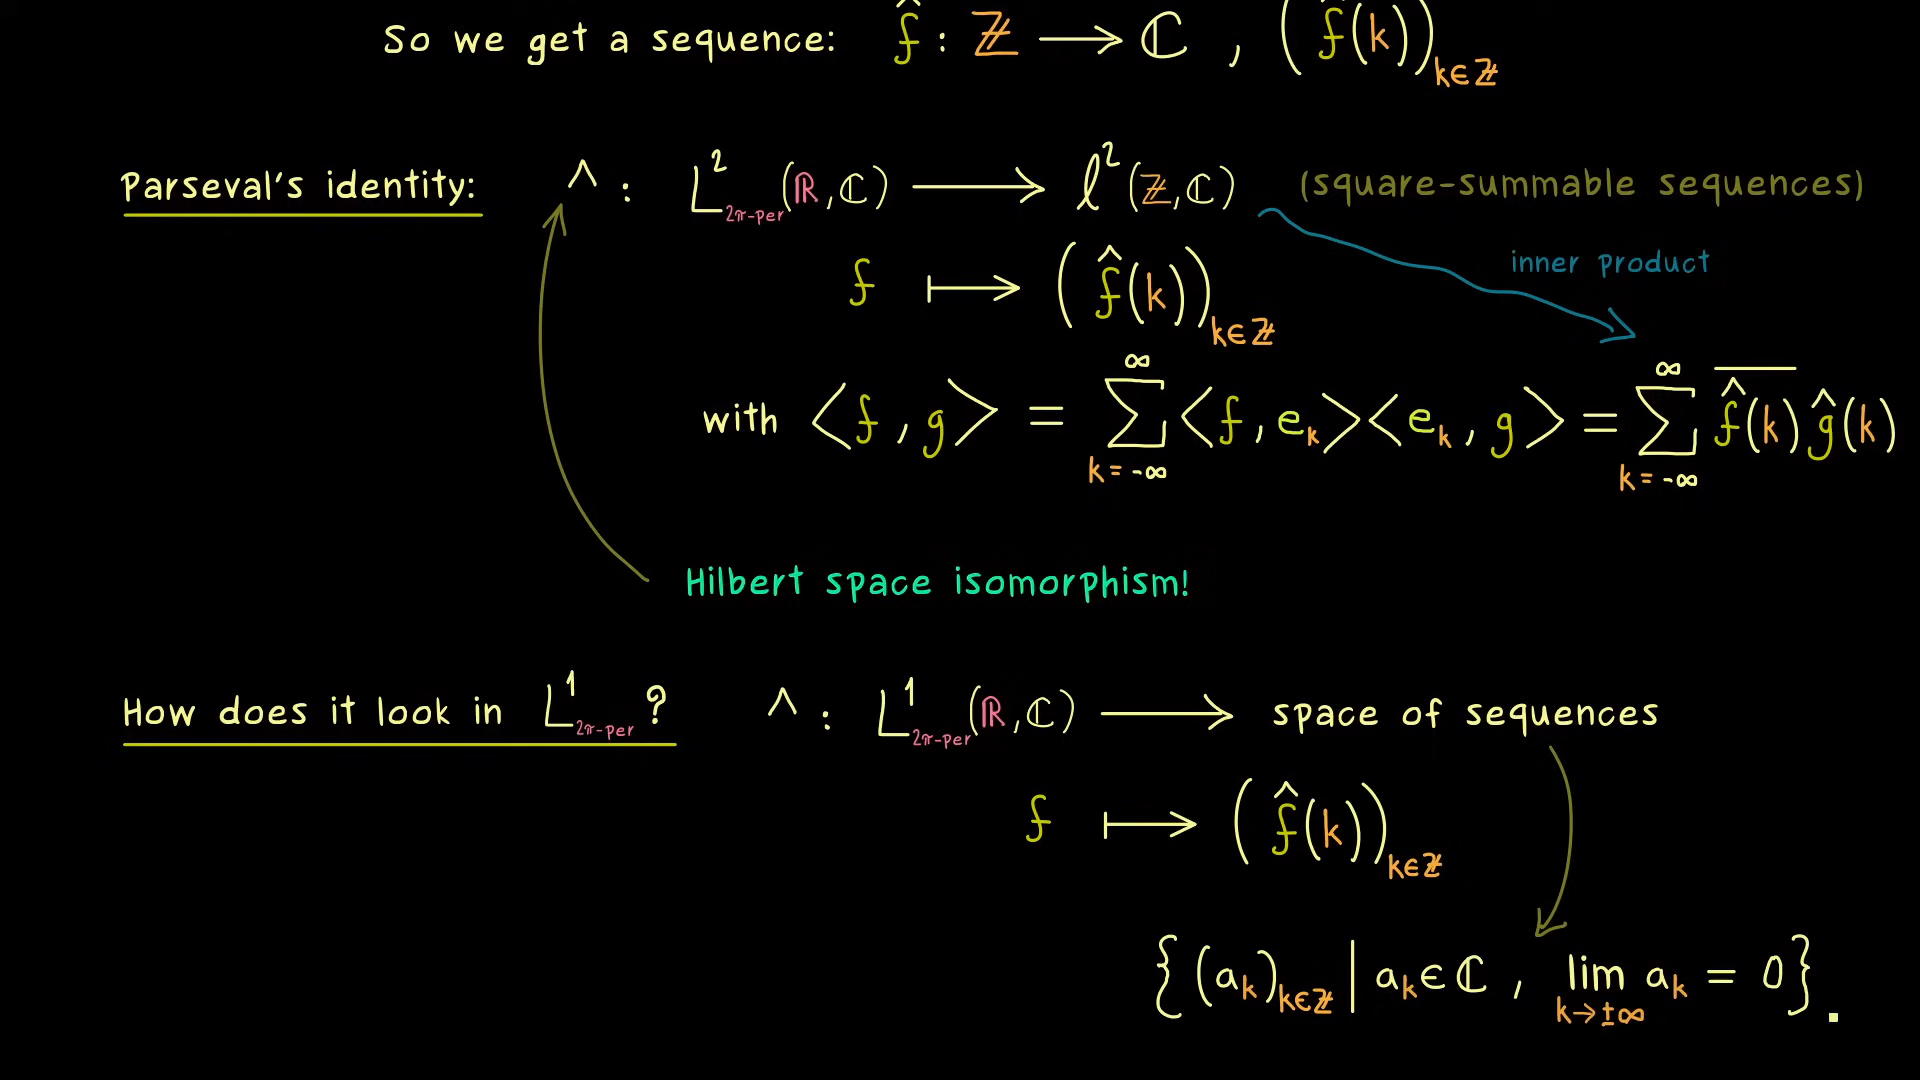 So we get a sequence: f̂ : ℤ ⟶ ℂ , (f̂(k))_{k∈ℤ}
Parseval's identity: ∧ : L²_{2π-per}(ℝ,ℂ) ⟶ ℓ²(ℤ,ℂ) (square-summable sequences)
inner product
f ⟼ (f̂(k))_{k∈ℤ}
with ⟨f,g⟩ = ∑_{k=-∞}^{∞} ⟨f,e_k⟩⟨e_k,g⟩ = ∑_{k=-∞}^{∞} \overline{f̂(k)} ĝ(k)
Hilbert space isomorphism!
How does it look in L¹_{2π-per}? ∧ : L¹_{2π-per}(ℝ,ℂ) ⟶ space of sequences
f ⟼ (f̂(k))_{k∈ℤ}
{(a_k)_{k∈ℤ} | a_k∈ℂ , lim_{k→±∞} a_k = 0}.